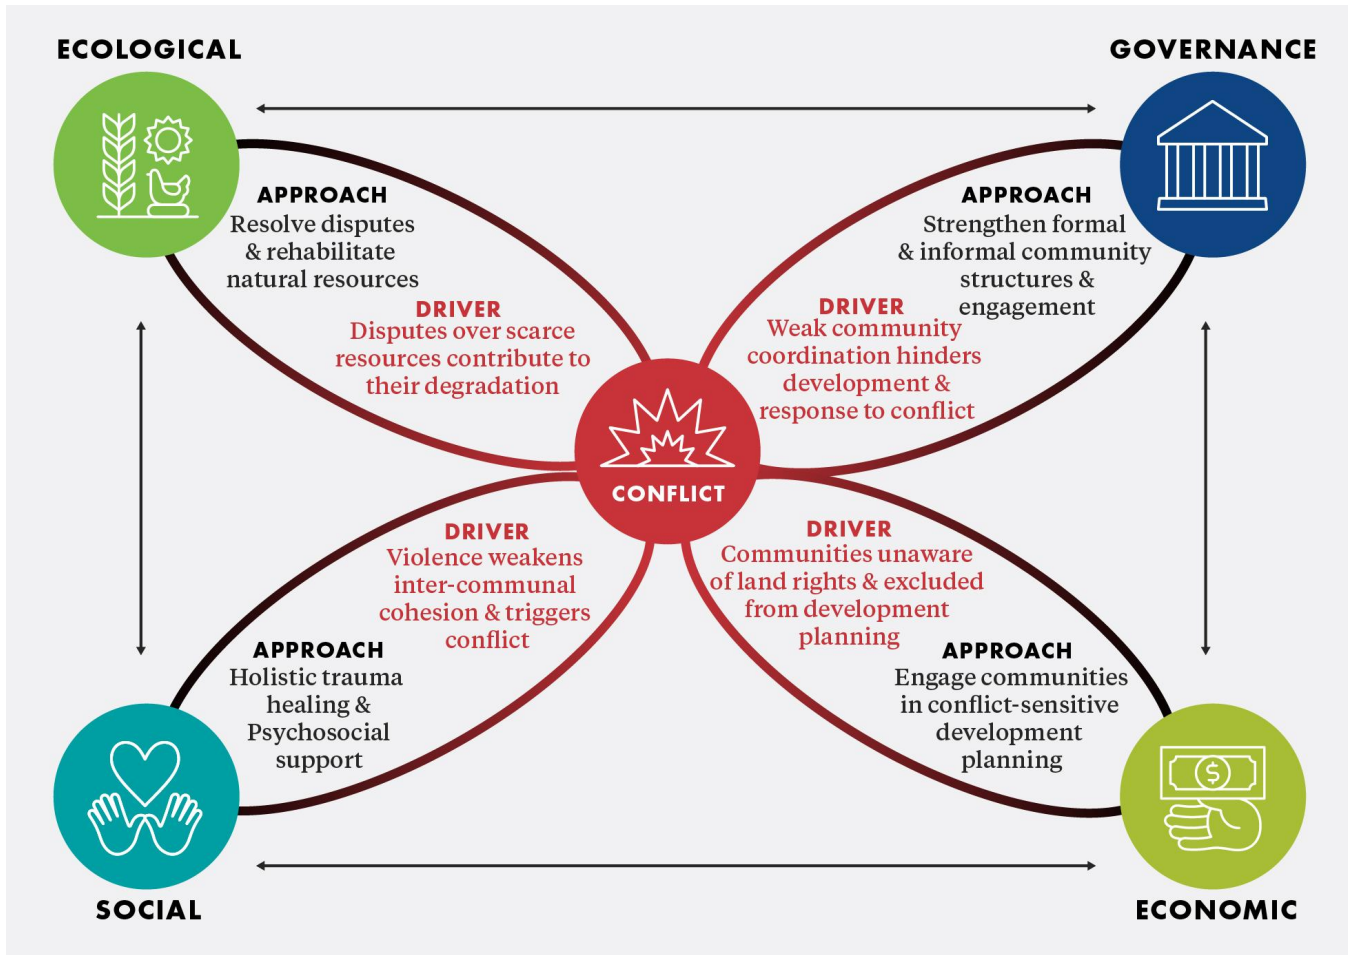 ECOLOGICAL
GOVERNANCE
APPROACH
Resolve disputes
& rehabilitate
natural resources
DRIVER
Disputes over scarce
resources contribute to
their degradation
APPROACH
Strengthen formal
& informal community
structures &
engagement
DRIVER
Weak community
coordination hinders
development &
response to conflict
CONFLICT
DRIVER
Violence weakens
inter-communal
cohesion & triggers
conflict
APPROACH
Holistic trauma
healing &
Psychosocial
support
DRIVER
Communities unaware
of land rights & excluded
from development
planning
APPROACH
Engage communities
in conflict-sensitive
development
planning
$
SOCIAL
ECONOMIC